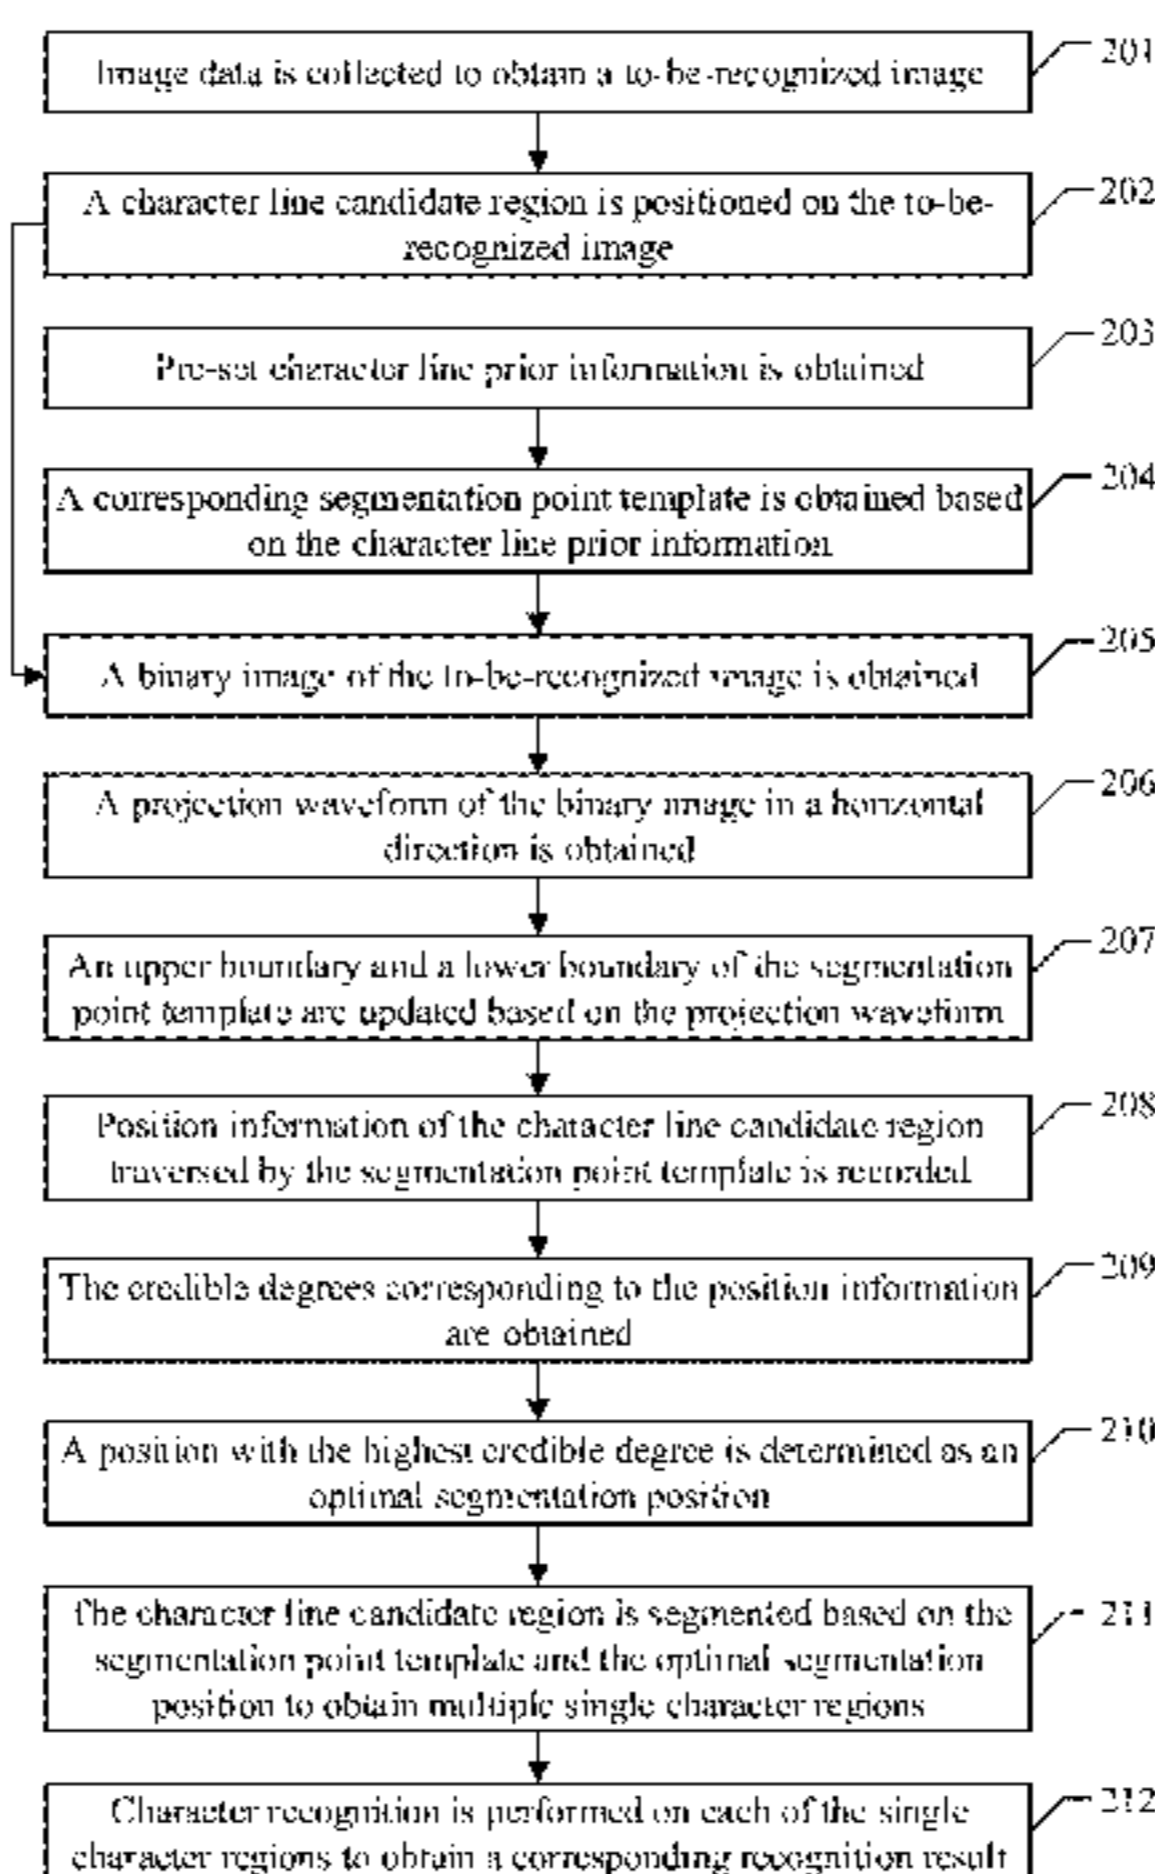 Image data is collected to obtain a to-be-recognized image
201
A character line candidate region is positioned on the to-be-
recognized image
202
Pre-set character line prior information is obtained
203
A corresponding segmentation point template is obtained based
on the character line prior information
204
A binary image of the to-be-recognized image is obtained
205
A projection waveform of the binary image in a horizontal
direction is obtained
206
An upper boundary and a lower boundary of the segmentation
point template are updated based on the projection waveform
207
Position information of the character line candidate region
traversed by the segmentation point template is recorded
208
The credible degrees corresponding to the position information
are obtained
209
A position with the highest credible degree is determined as an
optimal segmentation position
210
The character line candidate region is segmented based on the
segmentation point template and the optimal segmentation
position to obtain multiple single character regions
211
Character recognition is performed on each of the single
character regions to obtain a corresponding recognition result
212